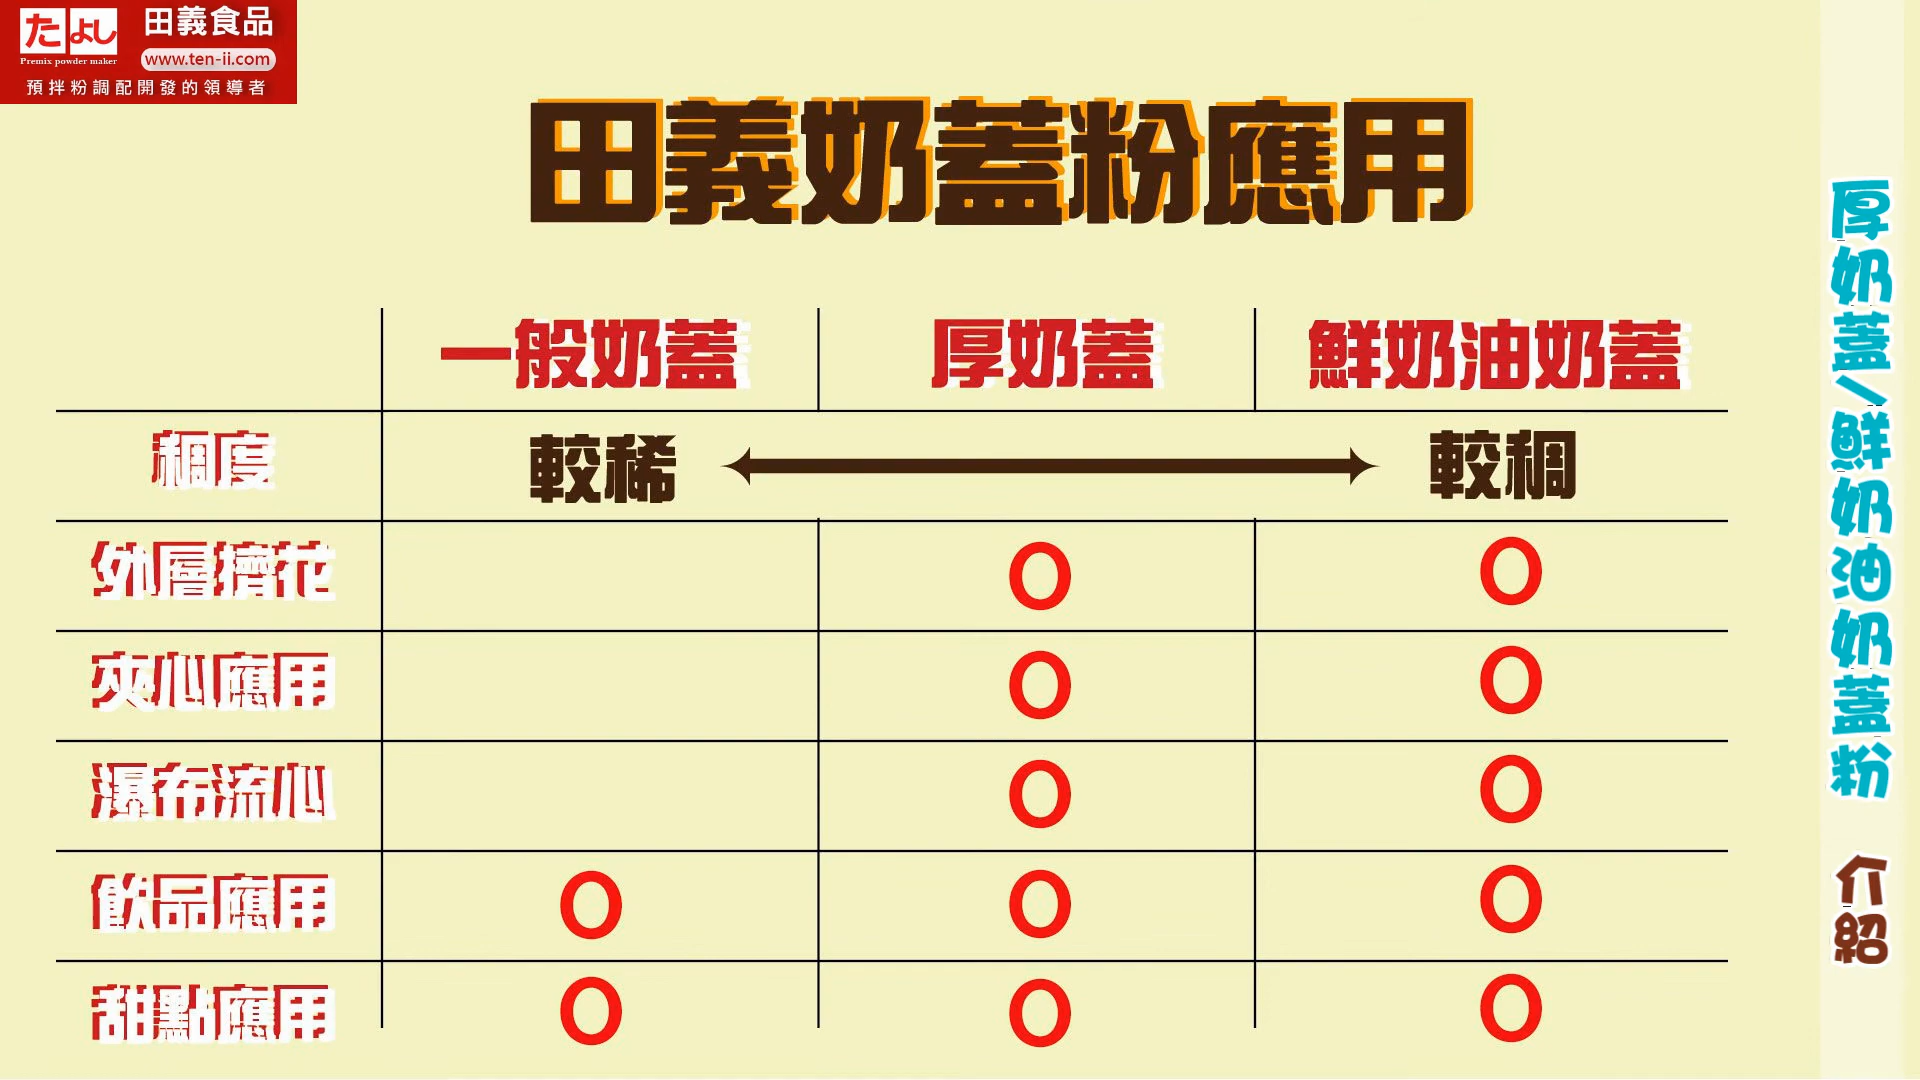 たよし
Premix powder maker
田義食品
www.ten-ii.com
預拌粉調配開發的領導者
田義奶蓋粉應用
一般奶蓋 厚奶蓋 鮮奶油奶蓋
稠度 較稀 較稠
外層擠花 O O
夾心應用 O O
瀑布流心 O O
飲品應用 O O O
甜點應用 O O O
厚奶蓋/鮮奶油奶蓋粉 介紹